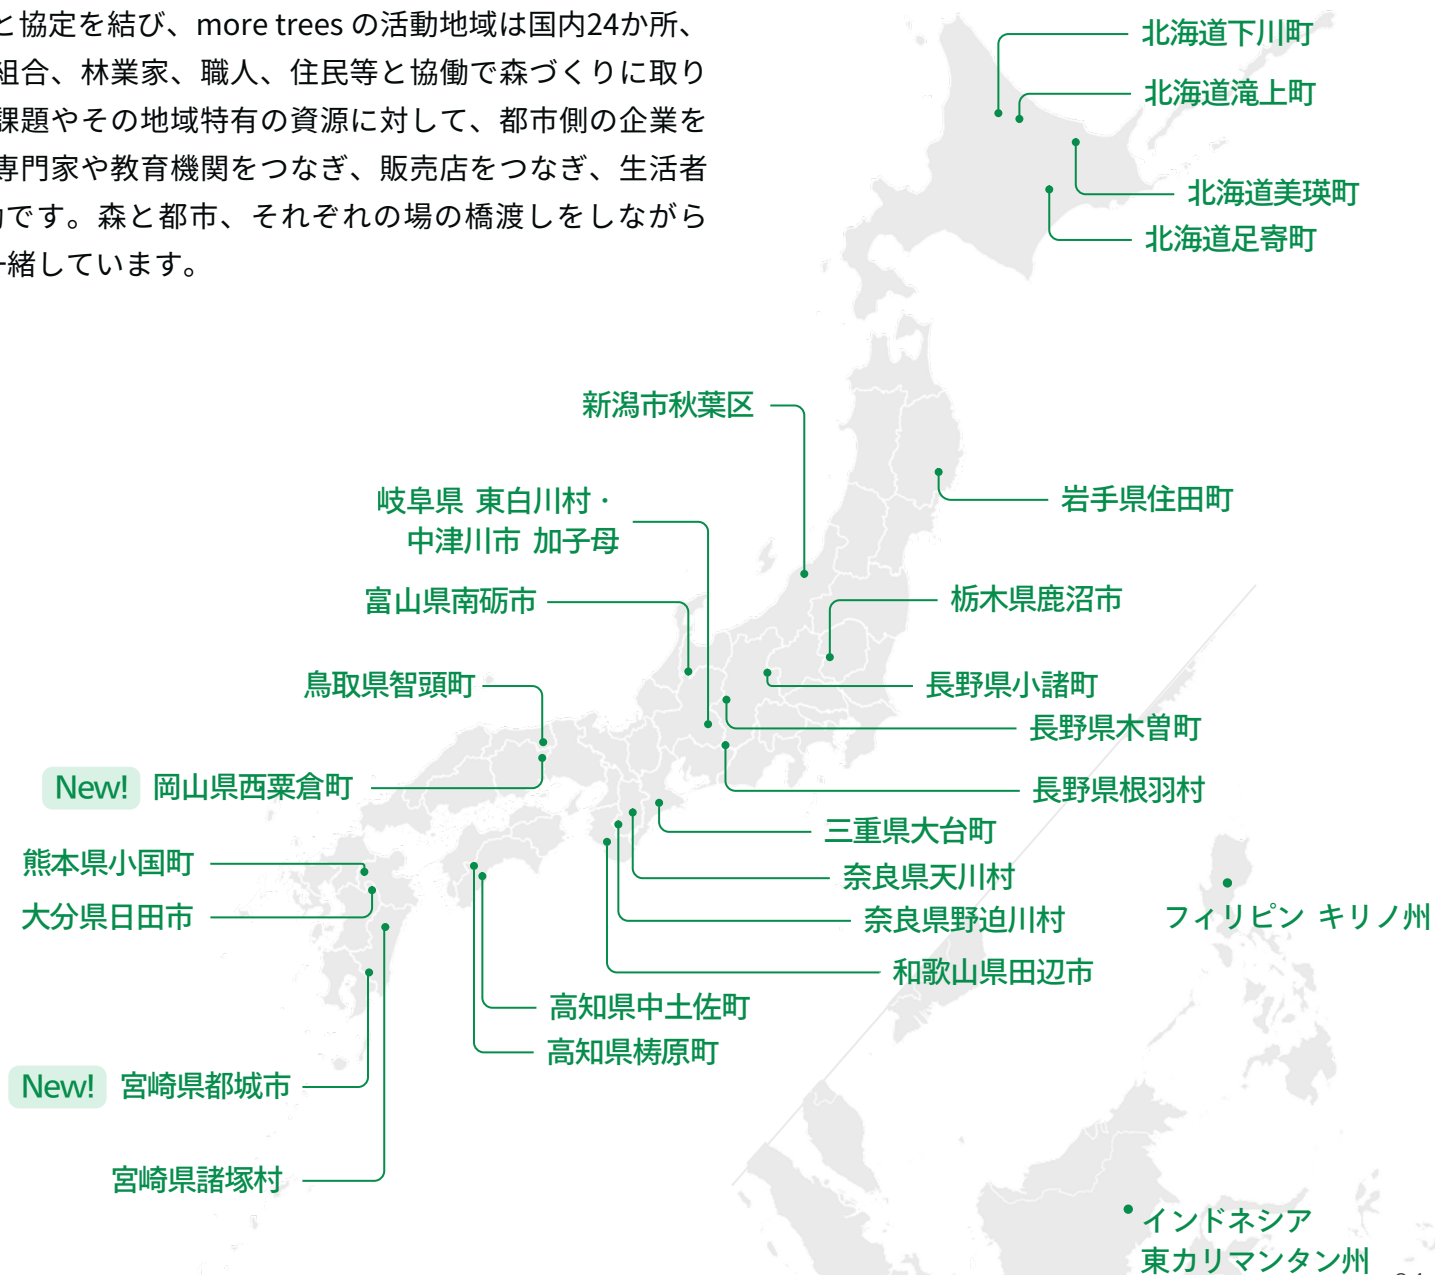 と協定を結び、more trees の活動地域は国内24か所、
組合、林業家、職人、住民等と協働で森づくりに取り
課題やその地域特有の資源に対して、都市側の企業を
専門家や教育機関をつなぎ、販売店をつなぎ、生活者
です。森と都市、それぞれの場の橋渡しをしながら
緒しています。
北海道下川町
北海道滝上町
北海道美瑛町
北海道足寄町
新潟市秋葉区
岐阜県 東白川村・
中津川市 加子母
岩手県住田町
富山県南砺市
栃木県鹿沼市
鳥取県智頭町
長野県小諸町
長野県木曽町
New! 岡山県西粟倉町
長野県根羽村
三重県大台町
熊本県小国町
奈良県天川村
大分県日田市
奈良県野迫川村
フィリピン キリノ州
和歌山県田辺市
高知県中土佐町
高知県梼原町
New! 宮崎県都城市
宮崎県諸塚村
インドネシア
東カリマンタン州